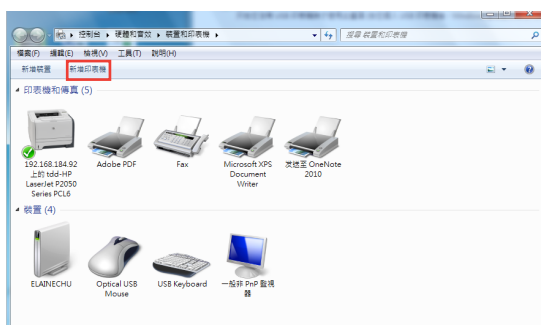 控制台 ▸ 硬體和音效 ▸ 裝置和印表機 ▸
搜尋 裝置和印表機
檔案(F) 編輯(E) 檢視(V) 工具(T) 說明(H)
新增裝置 新增印表機
印表機和傳真 (5)
192.168.184.92
上的 tdd-HP
LaserJet P2050
Series PCL6
Adobe PDF
Fax
Microsoft XPS
Document
Writer
发送至 OneNote
2010
裝置 (4)
ELAINECHU
Optical USB
Mouse
USB Keyboard
一般非 PnP 監視
器